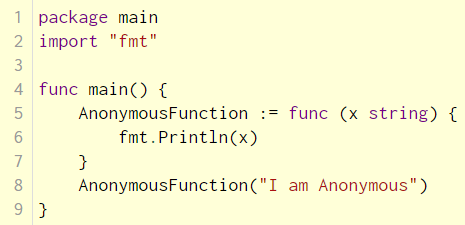 1 package main
2 import "fmt"
3
4 func main() {
5     AnonymousFunction := func (x string) {
6         fmt.Println(x)
7     }
8     AnonymousFunction("I am Anonymous")
9 }